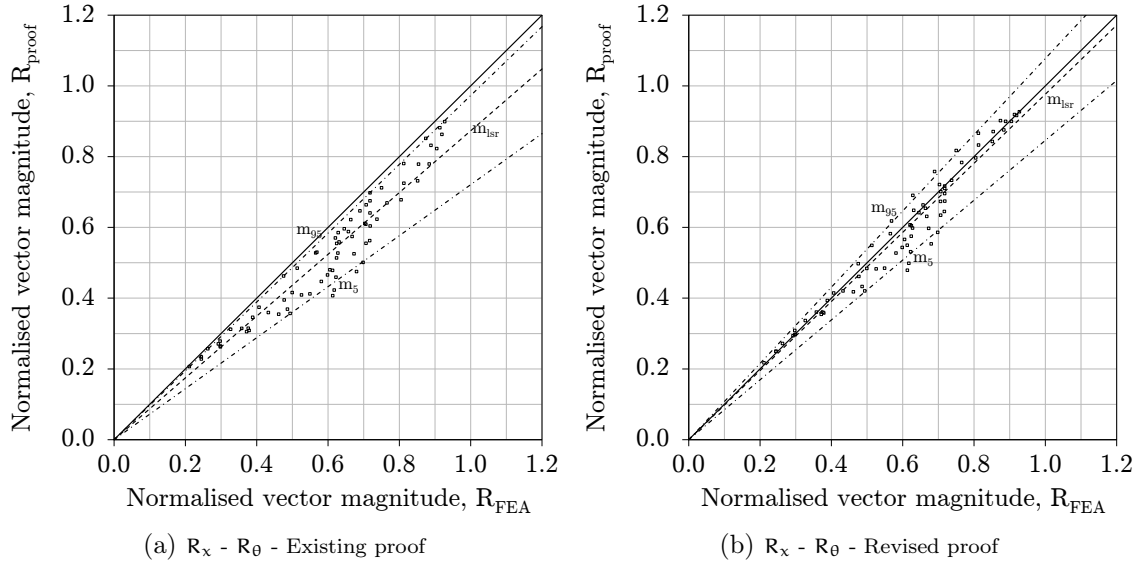 1.2
1.0
0.8
0.6
0.4
0.2
0.0
0.0 0.2 0.4 0.6 0.8 1.0 1.2
Normalised vector magnitude, R_proof
Normalised vector magnitude, R_FEA
m_lsr
m_95
m_5
(a) R_x - R_θ - Existing proof
1.2
1.0
0.8
0.6
0.4
0.2
0.0
0.0 0.2 0.4 0.6 0.8 1.0 1.2
Normalised vector magnitude, R_proof
Normalised vector magnitude, R_FEA
m_lsr
m_95
m_5
(b) R_x - R_θ - Revised proof